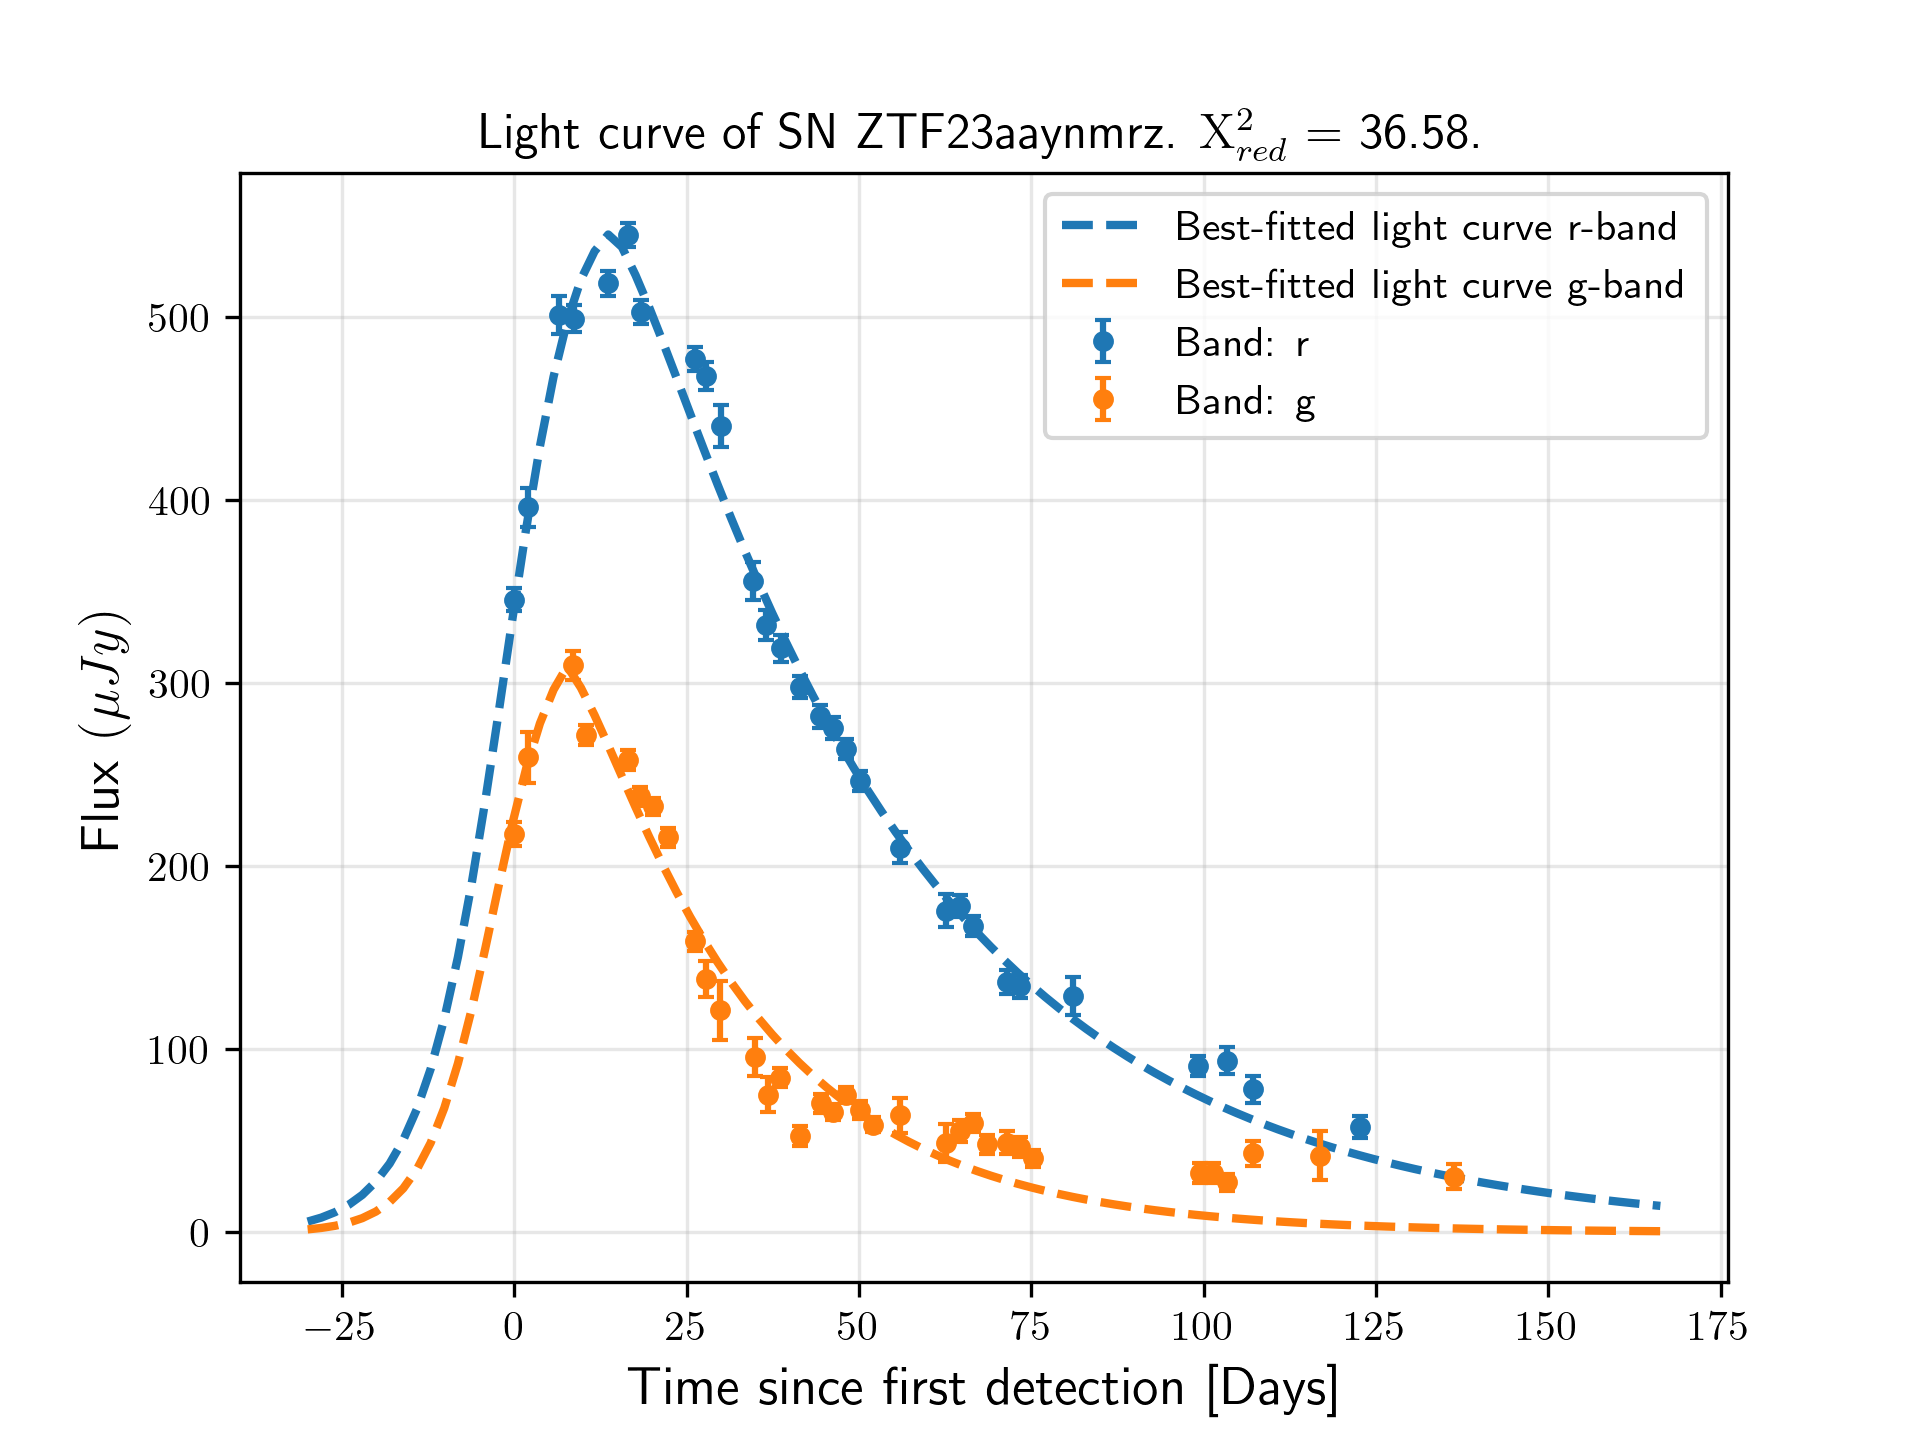 Light curve of SN ZTF23aaynmrz. X²_red = 36.58.
Best-fitted light curve r-band
Best-fitted light curve g-band
Band: r
Band: g
Flux (μJy)
500
400
300
200
100
0
−25 0 25 50 75 100 125 150 175
Time since first detection [Days]